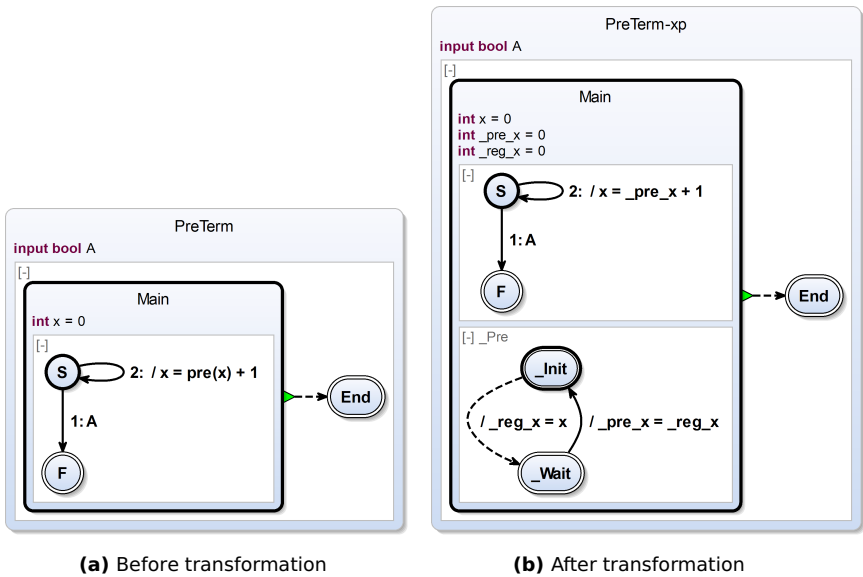 PreTerm
input bool A
[-]
Main
int x = 0
[-]
S
2: / x = pre(x) + 1
1: A
F
End
(a) Before transformation
PreTerm-xp
input bool A
[-]
Main
int x = 0
int _pre_x = 0
int _reg_x = 0
[-]
S
2: / x = _pre_x + 1
1: A
F
End
[-] _Pre
_Init
/ _reg_x = x
/ _pre_x = _reg_x
_Wait
(b) After transformation